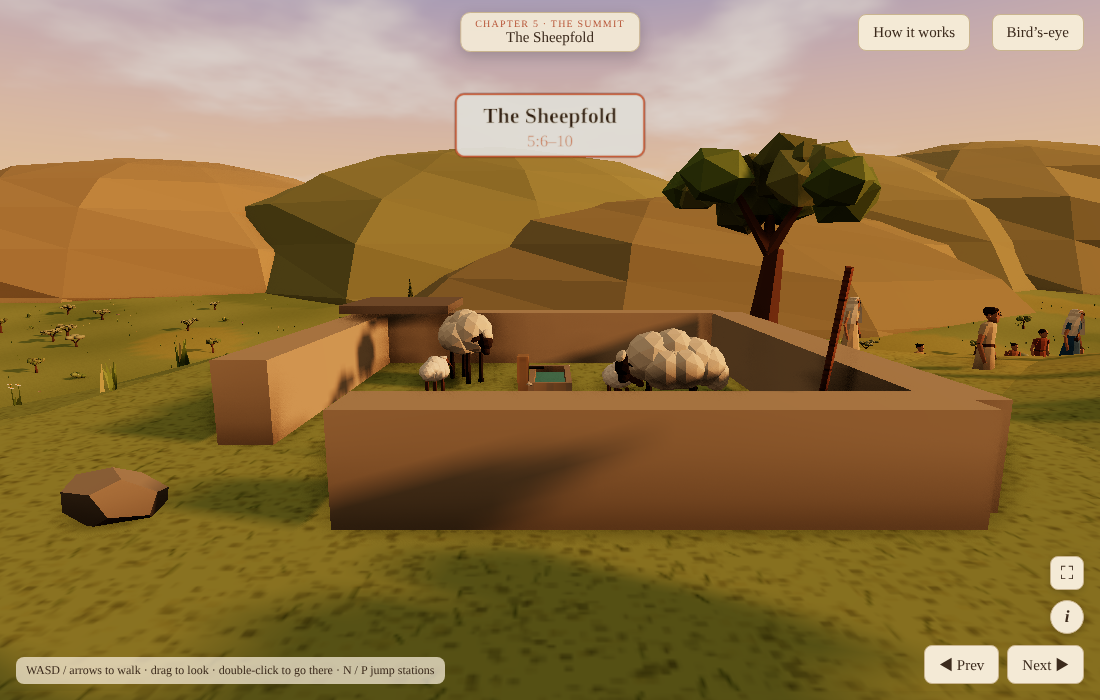 CHAPTER 5 · THE SUMMIT
The Sheepfold
How it works
Bird’s-eye
The Sheepfold
5:6–10
i
WASD / arrows to walk · drag to look · double-click to go there · N / P jump stations
◀ Prev
Next ▶